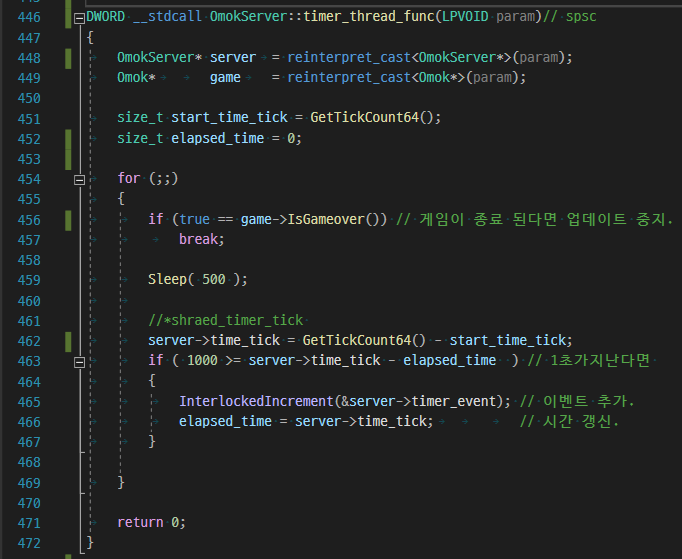 446 DWORD __stdcall OmokServer::timer_thread_func(LPVOID param)// spsc
447 {
448 OmokServer* server = reinterpret_cast<OmokServer*>(param);
449 Omok* game = reinterpret_cast<Omok*>(param);
450
451 size_t start_time_tick = GetTickCount64();
452 size_t elapsed_time = 0;
453
454 for (;;)
455 {
456 if (true == game->IsGameover()) // 게임이 종료 된다면 업데이트 중지.
457 break;
458
459 Sleep( 500 );
460
461 //*shraed_timer_tick
462 server->time_tick = GetTickCount64() - start_time_tick;
463 if ( 1000 >= server->time_tick - elapsed_time ) // 1초가지난다면
464 {
465 InterlockedIncrement(&server->timer_event); // 이벤트 추가.
466 elapsed_time = server->time_tick; // 시간 갱신.
467 }
468
469 }
470
471 return 0;
472 }